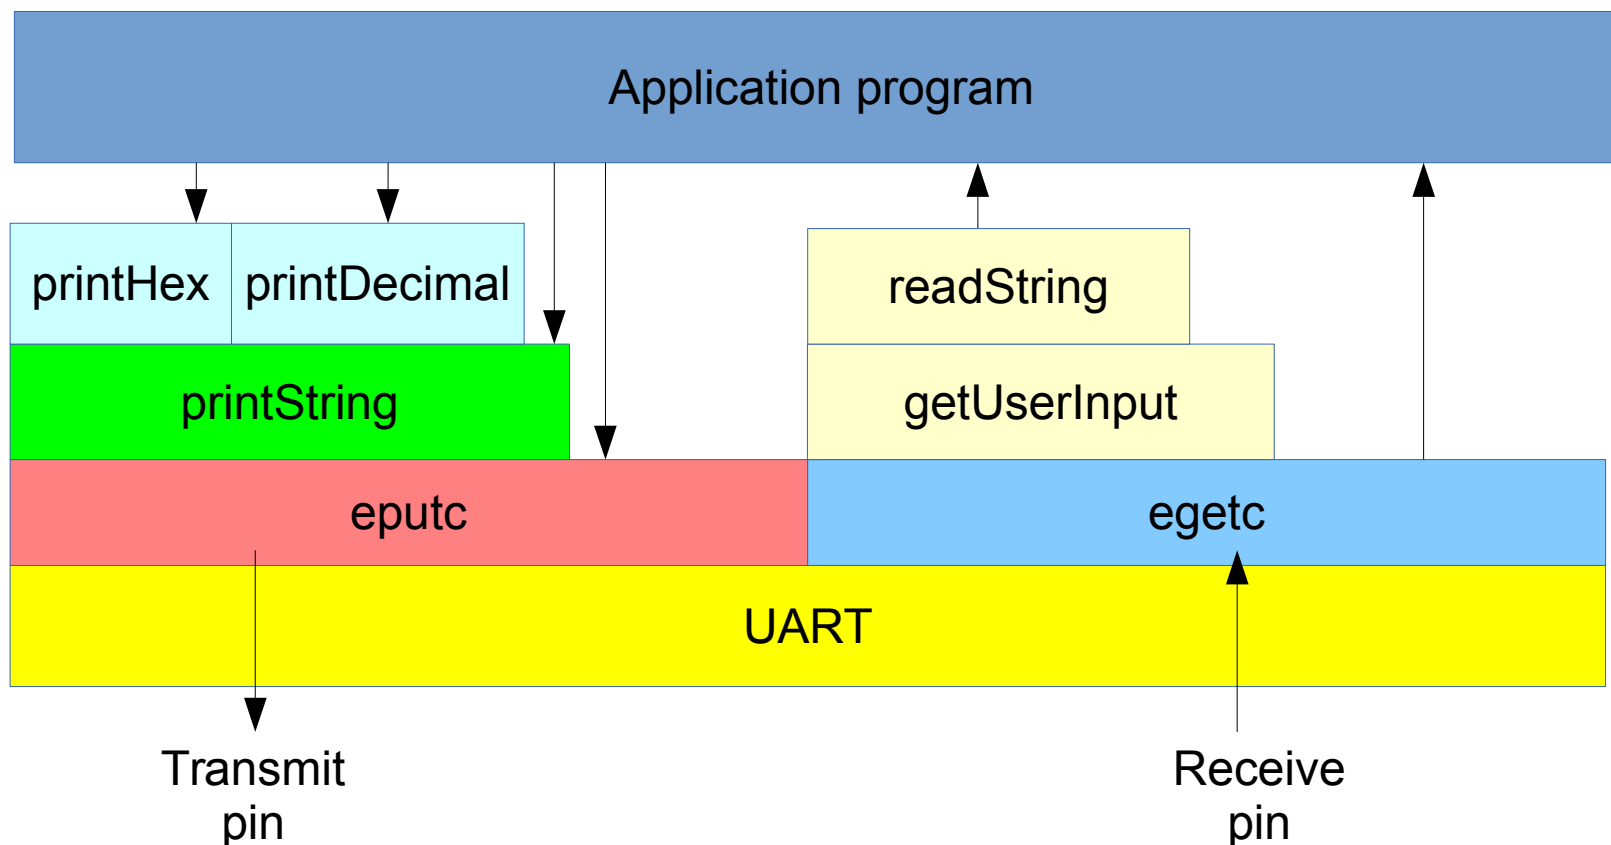 Application program
printHex
printDecimal
readString
printString
getUserInput
eputc
egetc
UART
Transmit
pin
Receive
pin